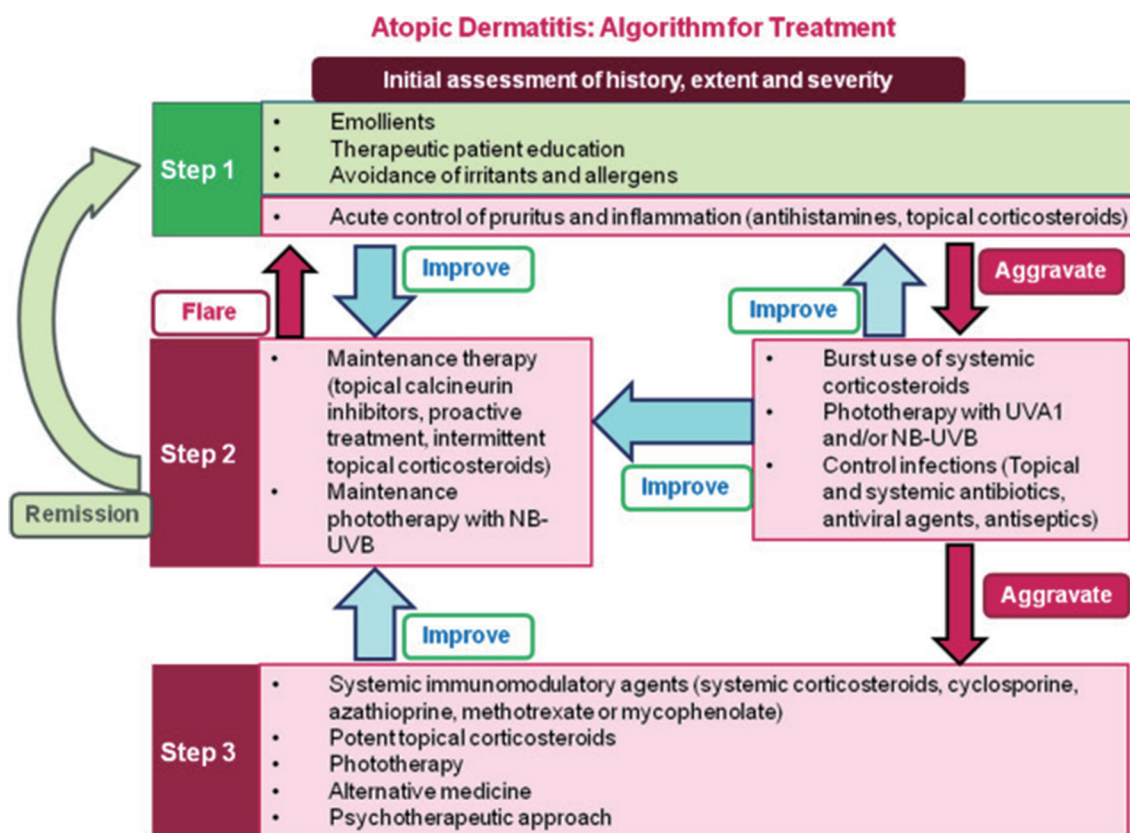 Atopic Dermatitis: Algorithm for Treatment
Initial assessment of history, extent and severity
Step 1
• Emollients
• Therapeutic patient education
• Avoidance of irritants and allergens
• Acute control of pruritus and inflammation (antihistamines, topical corticosteroids)
Improve
Flare
Improve
Aggravate
Step 2
• Maintenance therapy
(topical calcineurin
inhibitors, proactive
treatment, intermittent
topical corticosteroids)
• Maintenance
phototherapy with NB-
UVB
Improve
• Burst use of systemic
corticosteroids
• Phototherapy with UVA1
and/or NB-UVB
• Control infections (Topical
and systemic antibiotics,
antiviral agents, antiseptics)
Remission
Improve
Aggravate
Step 3
• Systemic immunomodulatory agents (systemic corticosteroids, cyclosporine,
azathioprine, methotrexate or mycophenolate)
• Potent topical corticosteroids
• Phototherapy
• Alternative medicine
• Psychotherapeutic approach